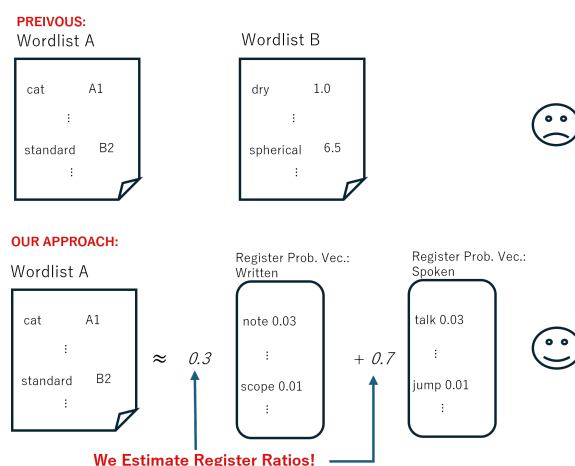 PREIVOUS:
Wordlist A
Wordlist B
cat A1
⋮
standard B2
⋮
dry 1.0
⋮
spherical 6.5
⋮
OUR APPROACH:
Wordlist A
Register Prob. Vec.:
Written
Register Prob. Vec.:
Spoken
cat A1
⋮
standard B2
⋮
≈ 0.3
note 0.03
⋮
scope 0.01
⋮
+ 0.7
talk 0.03
⋮
jump 0.01
⋮
We Estimate Register Ratios!